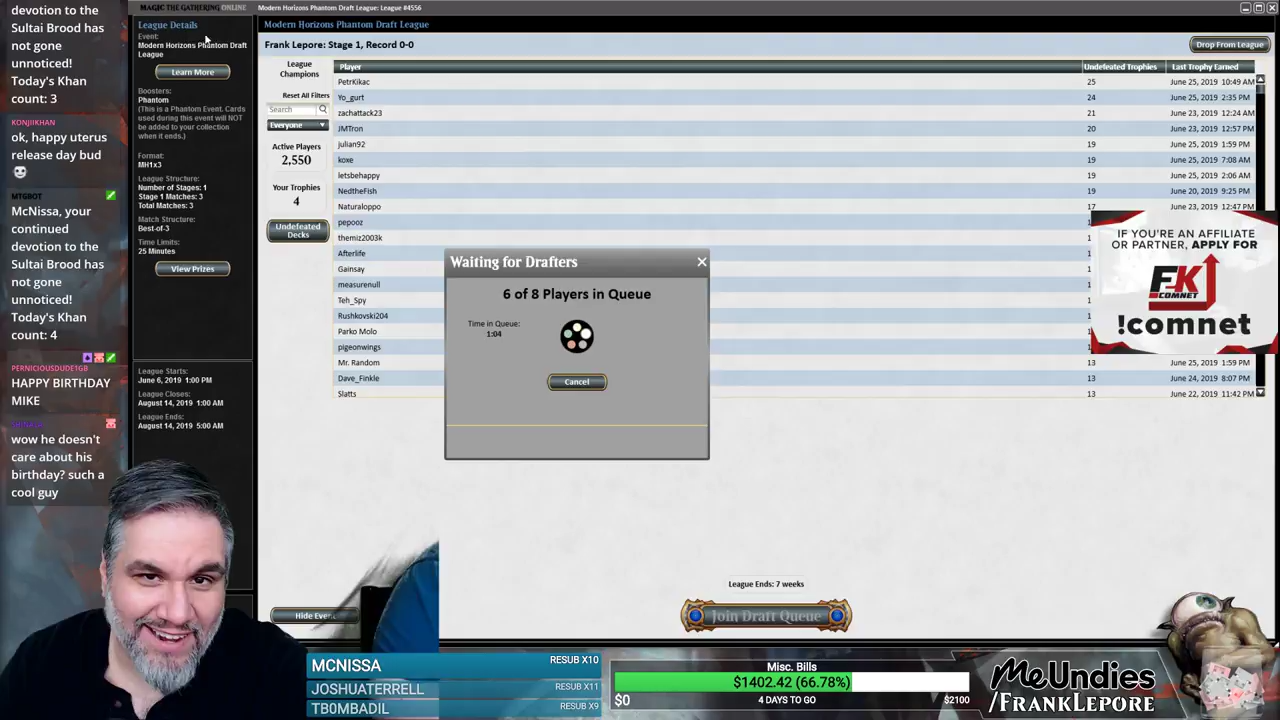 devotion to the
Sultai Brood has
not gone
unnoticed!
Today's Khan
count: 3
KONJIIKHAN
ok, happy uterus
release day bud
MTGBOT
McNissa, your
continued
devotion to the
Sultai Brood has
not gone
unnoticed!
Today's Khan
count: 4
PERNICIOUSDUDE1GB
HAPPY BIRTHDAY
MIKE
wow he doesn't
care about his
birthday? such a
cool guy
MAGIC THE GATHERING ONLINE
Modern Horizons Phantom Draft League: League #4556
League Details
Event:
Modern Horizons Phantom Draft
League
Learn More
Boosters:
Phantom
(This is a Phantom Event. Cards
used during this event will NOT
be added to your collection
when it ends.)
Format:
MH1x3
League Structure:
Number of Stages: 1
Stage 1 Matches: 3
Total Matches: 3
Match Structure:
Best-of-3
Time Limits:
25 Minutes
View Prizes
League Starts:
June 6, 2019 1:00 PM
League Closes:
August 14, 2019 1:00 AM
League Ends:
August 14, 2019 5:00 AM
Modern Horizons Phantom Draft League
Frank Lepore: Stage 1, Record 0-0
Drop From League
League
Champions
Reset All Filters
Search
Everyone
Active Players
2,550
Your Trophies
4
Undefeated
Decks
Player Undefeated Trophies Last Trophy Earned
PetrKikac 25 June 25, 2019 10:49 AM
Yo_gurt 24 June 25, 2019 2:35 PM
zachattack23 21 June 23, 2019 12:24 AM
JMTron 20 June 23, 2019 12:57 PM
julian92 19 June 25, 2019 1:59 PM
koxe 19 June 25, 2019 7:08 AM
letsbehappy 19 June 25, 2019 2:06 AM
NedtheFish 19 June 20, 2019 9:25 PM
Naturaloppo 17 June 23, 2019 12:47 PM
pepooz 1
themiz2003k 1
Afterlife 1
Gainsay 1
measurenull 1
Teh_Spy 1
Rushkovski204 1
Parko Molo 1
pigeonwings 1
Mr. Random 13 June 25, 2019 1:59 PM
Dave_Finkle 13 June 24, 2019 8:07 PM
Slatts 13 June 22, 2019 11:42 PM
Waiting for Drafters
6 of 8 Players in Queue
Time in Queue:
1:04
Cancel
IF YOU'RE AN AFFILIATE
OR PARTNER, APPLY FOR
COMNET
!comnet
League Ends: 7 weeks
Join Draft Queue
Hide Eve
MCNISSA RESUB X10
JOSHUATERRELL RESUB X11
TB0MBADIL RESUB X9
Misc. Bills
$1402.42 (66.78%)
$0 4 DAYS TO GO $2100
MeUndies
/FRANKLEPORE